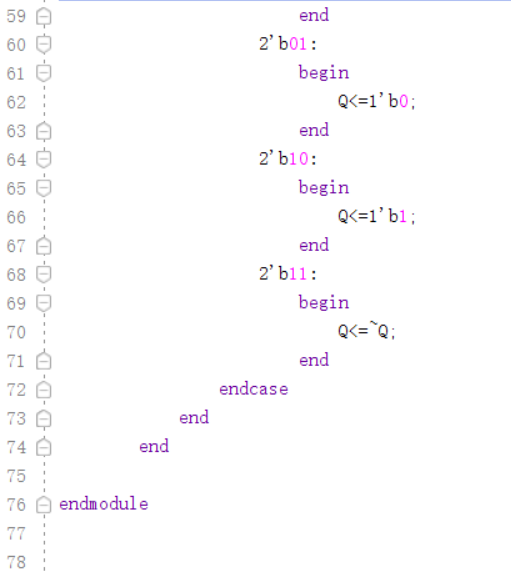 59 end
60 2'b01:
61 begin
62 Q<=1'b0;
63 end
64 2'b10:
65 begin
66 Q<=1'b1;
67 end
68 2'b11:
69 begin
70 Q<=~Q;
71 end
72 endcase
73 end
74 end
75
76 endmodule
77
78